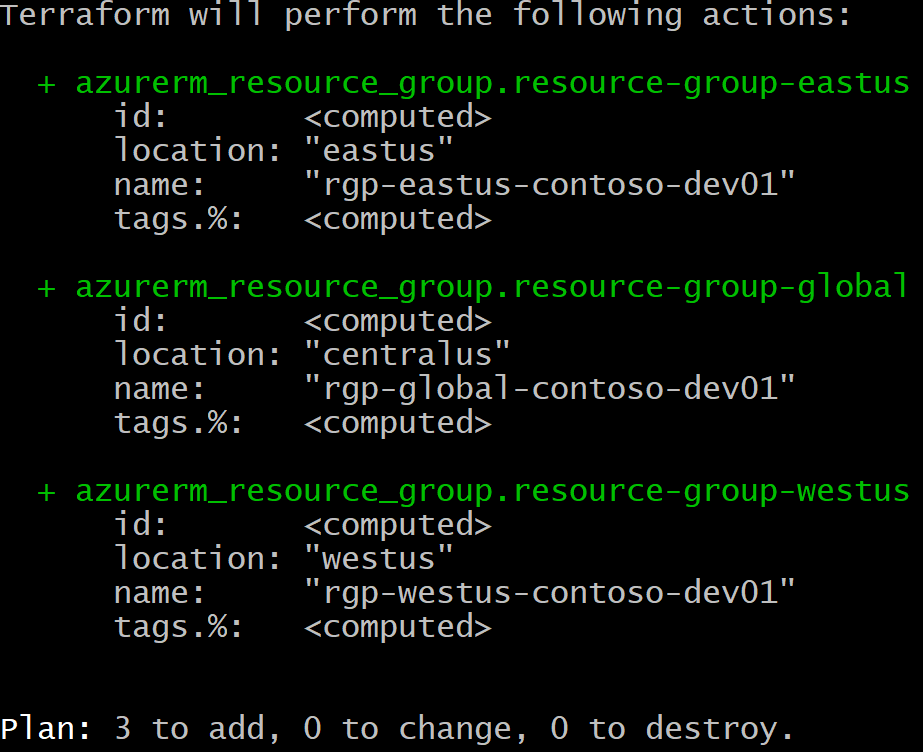 Terraform will perform the following actions:
+ azurerm_resource_group.resource-group-eastus
id: <computed>
location: "eastus"
name: "rgp-eastus-contoso-dev01"
tags.%: <computed>
+ azurerm_resource_group.resource-group-global
id: <computed>
location: "centralus"
name: "rgp-global-contoso-dev01"
tags.%: <computed>
+ azurerm_resource_group.resource-group-westus
id: <computed>
location: "westus"
name: "rgp-westus-contoso-dev01"
tags.%: <computed>
Plan: 3 to add, 0 to change, 0 to destroy.